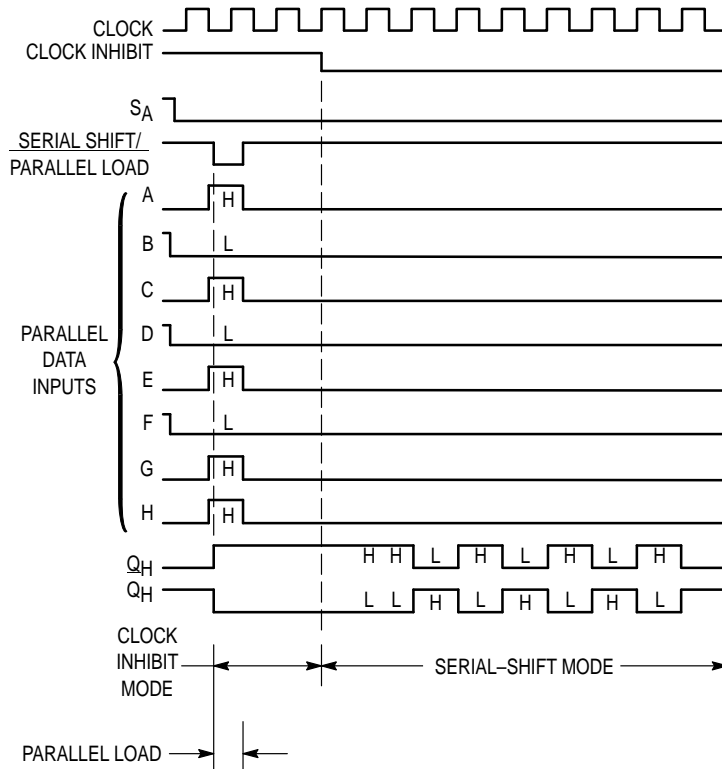 CLOCK
CLOCK INHIBIT
SA
SERIAL SHIFT/
PARALLEL LOAD
A H
B L
C H
D L
E H
F L
G H
H H
PARALLEL
DATA
INPUTS
QH H H L H L H L H
QH L L H L H L H L
CLOCK
INHIBIT
MODE
SERIAL–SHIFT MODE
PARALLEL LOAD